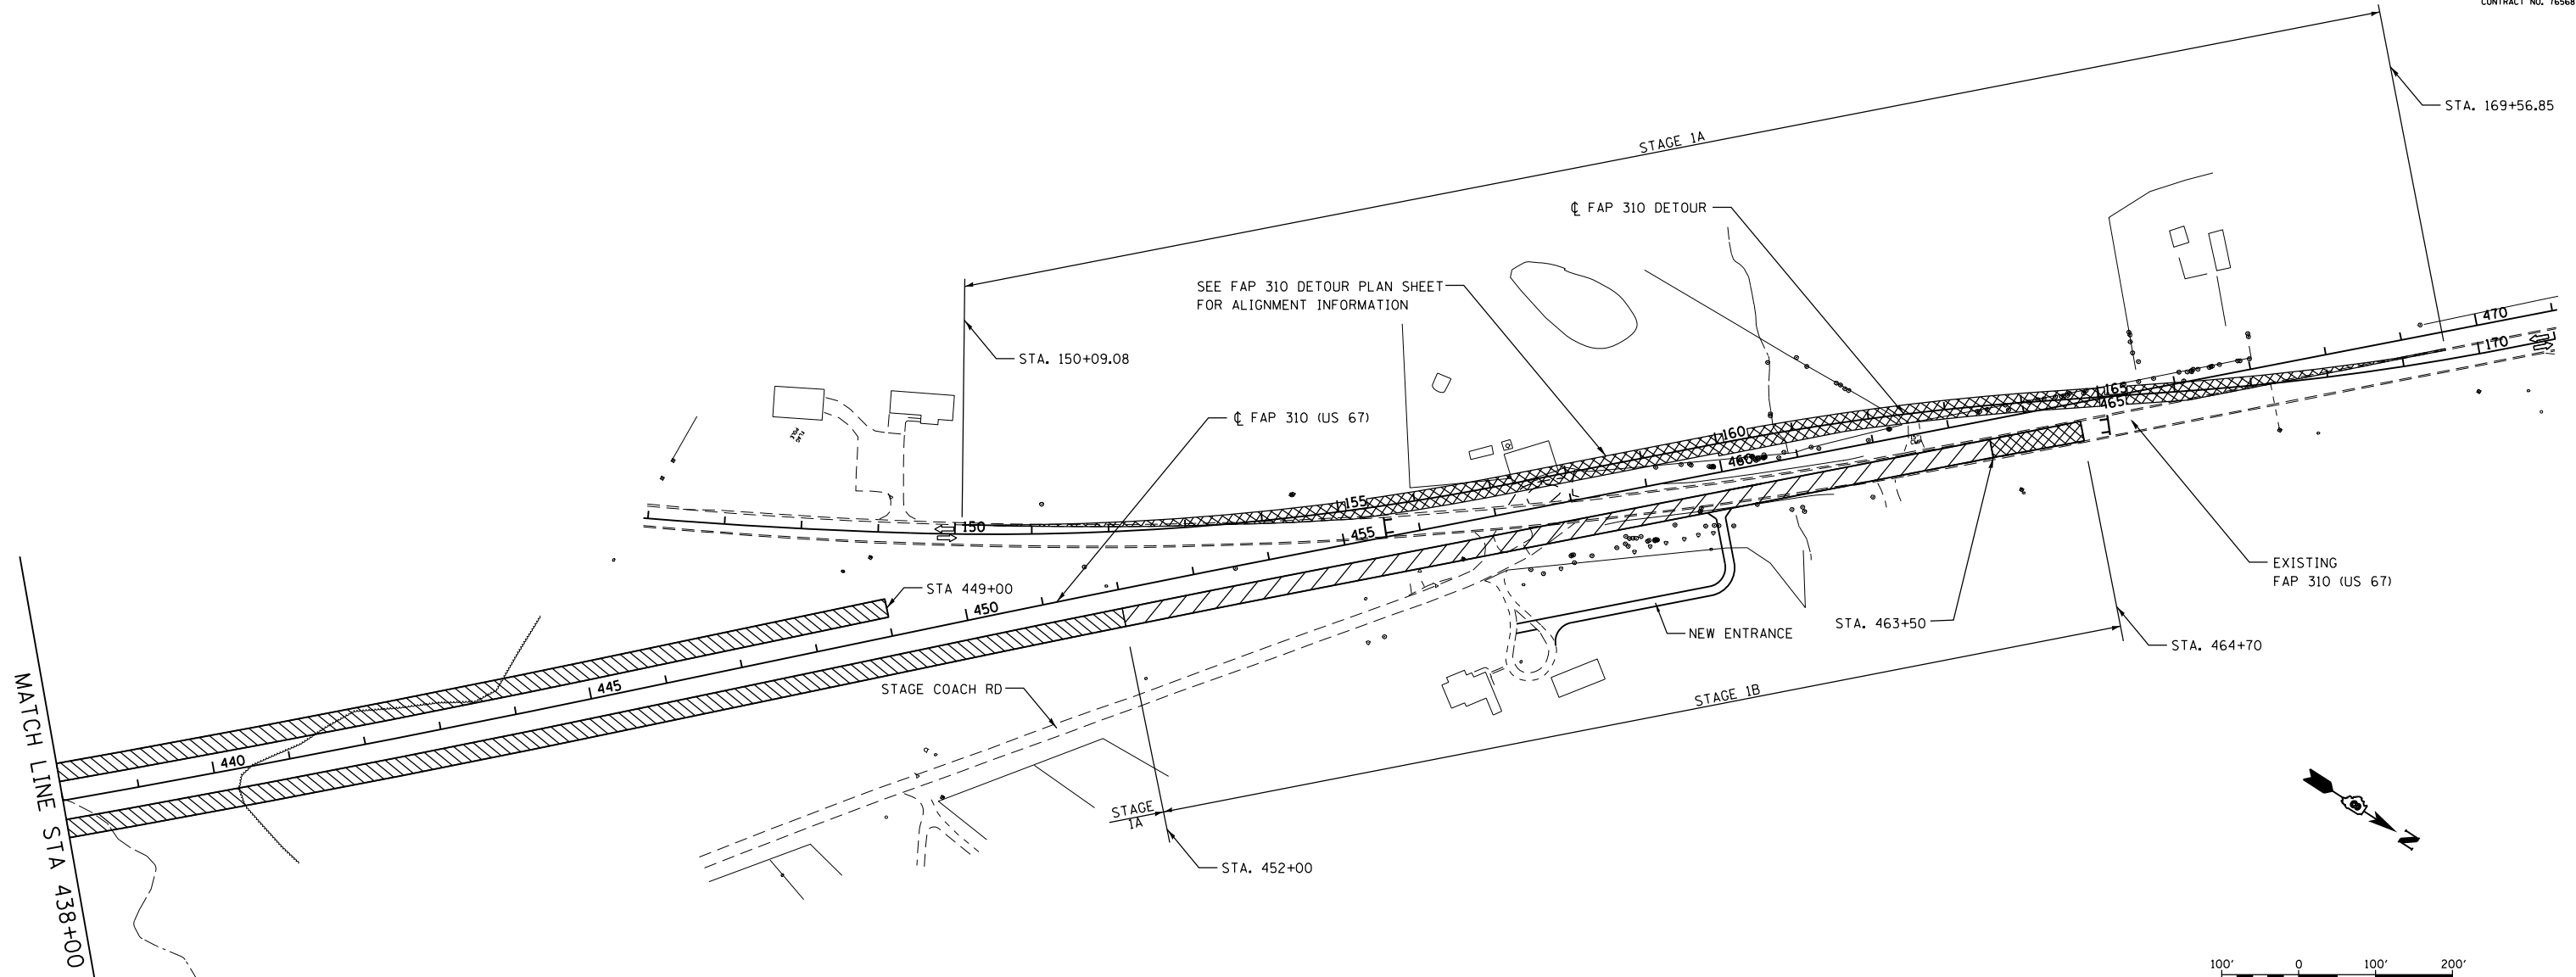 CONTRACT NO. 76568
STA. 169+56.85
STAGE 1A
℄ FAP 310 DETOUR
SEE FAP 310 DETOUR PLAN SHEET
FOR ALIGNMENT INFORMATION
STA. 150+09.08
℄ FAP 310 (US 67)
470
170
165
465
160
460
155
455
150
EXISTING
FAP 310 (US 67)
STA 449+00
450
NEW ENTRANCE
STA. 463+50
STA. 464+70
STAGE 1B
STAGE COACH RD
445
440
MATCH LINE STA 438+00
STAGE
1A
STA. 452+00
N
100' 0 100' 200'